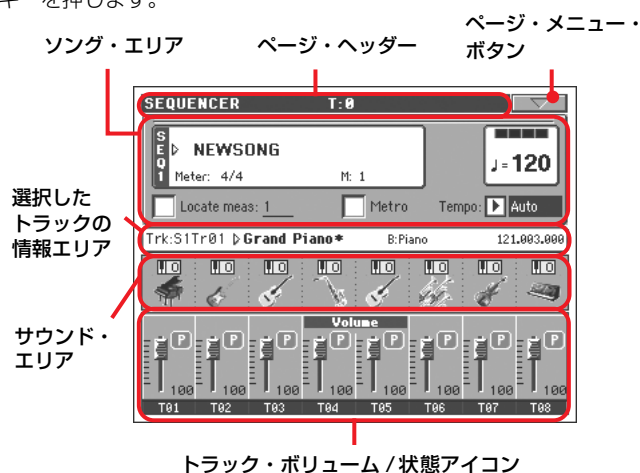 キーを押します。
ページ・メニュー・
ボタン
ソング・エリア
ページ・ヘッダー
SEQUENCER T:0
SEQ1
NEWSONG
Meter: 4/4 M: 1
♩=120
Locate meas: 1 Metro Tempo: Auto
選択した
トラックの
情報エリア
Trk:S1Tr01 ▷Grand Piano* B:Piano 121.003.000
サウンド・
エリア
Volume
P P P P P P P P
100 100 100 100 100 100 100 100
T01 T02 T03 T04 T05 T06 T07 T08
トラック・ボリューム / 状態アイコン